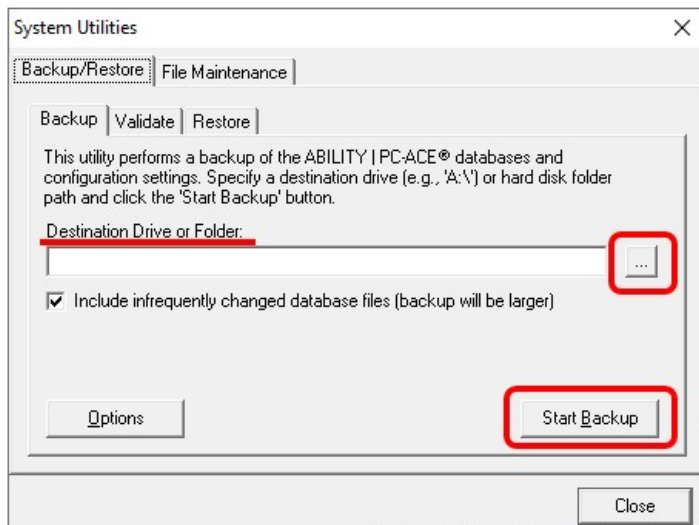 System Utilities
Backup/Restore File Maintenance
Backup Validate Restore
This utility performs a backup of the ABILITY | PC-ACE® databases and
configuration settings. Specify a destination drive (e.g., 'A:\') or hard disk folder
path and click the 'Start Backup' button.
Destination Drive or Folder:
...
Include infrequently changed database files (backup will be larger)
Options Start Backup
Close